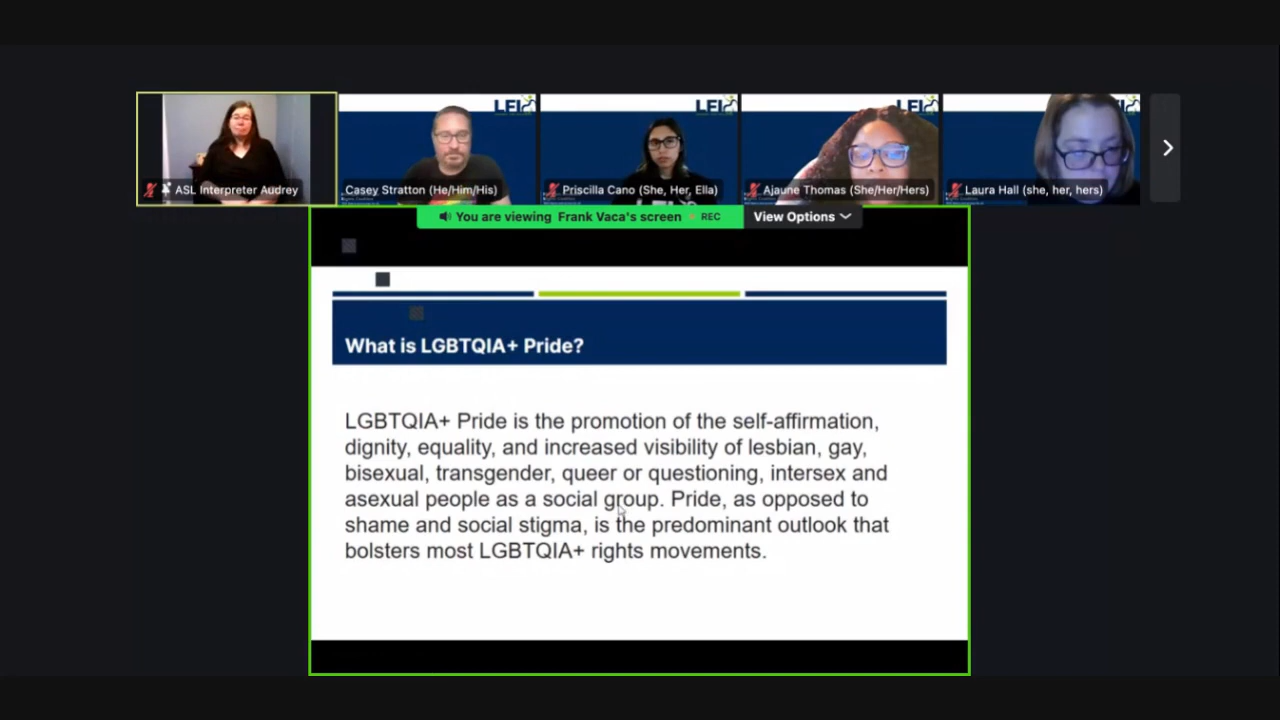 LEI
LEI
LEI
LEI
ASL Interpreter Audrey
Casey Stratton (He/Him/His)
Priscilla Cano (She, Her, Ella)
Ajaune Thomas (She/Her/Hers)
Laura Hall (she, her, hers)
You are viewing Frank Vaca's screen
REC
View Options
What is LGBTQIA+ Pride?
LGBTQIA+ Pride is the promotion of the self-affirmation,
dignity, equality, and increased visibility of lesbian, gay,
bisexual, transgender, queer or questioning, intersex and
asexual people as a social group. Pride, as opposed to
shame and social stigma, is the predominant outlook that
bolsters most LGBTQIA+ rights movements.